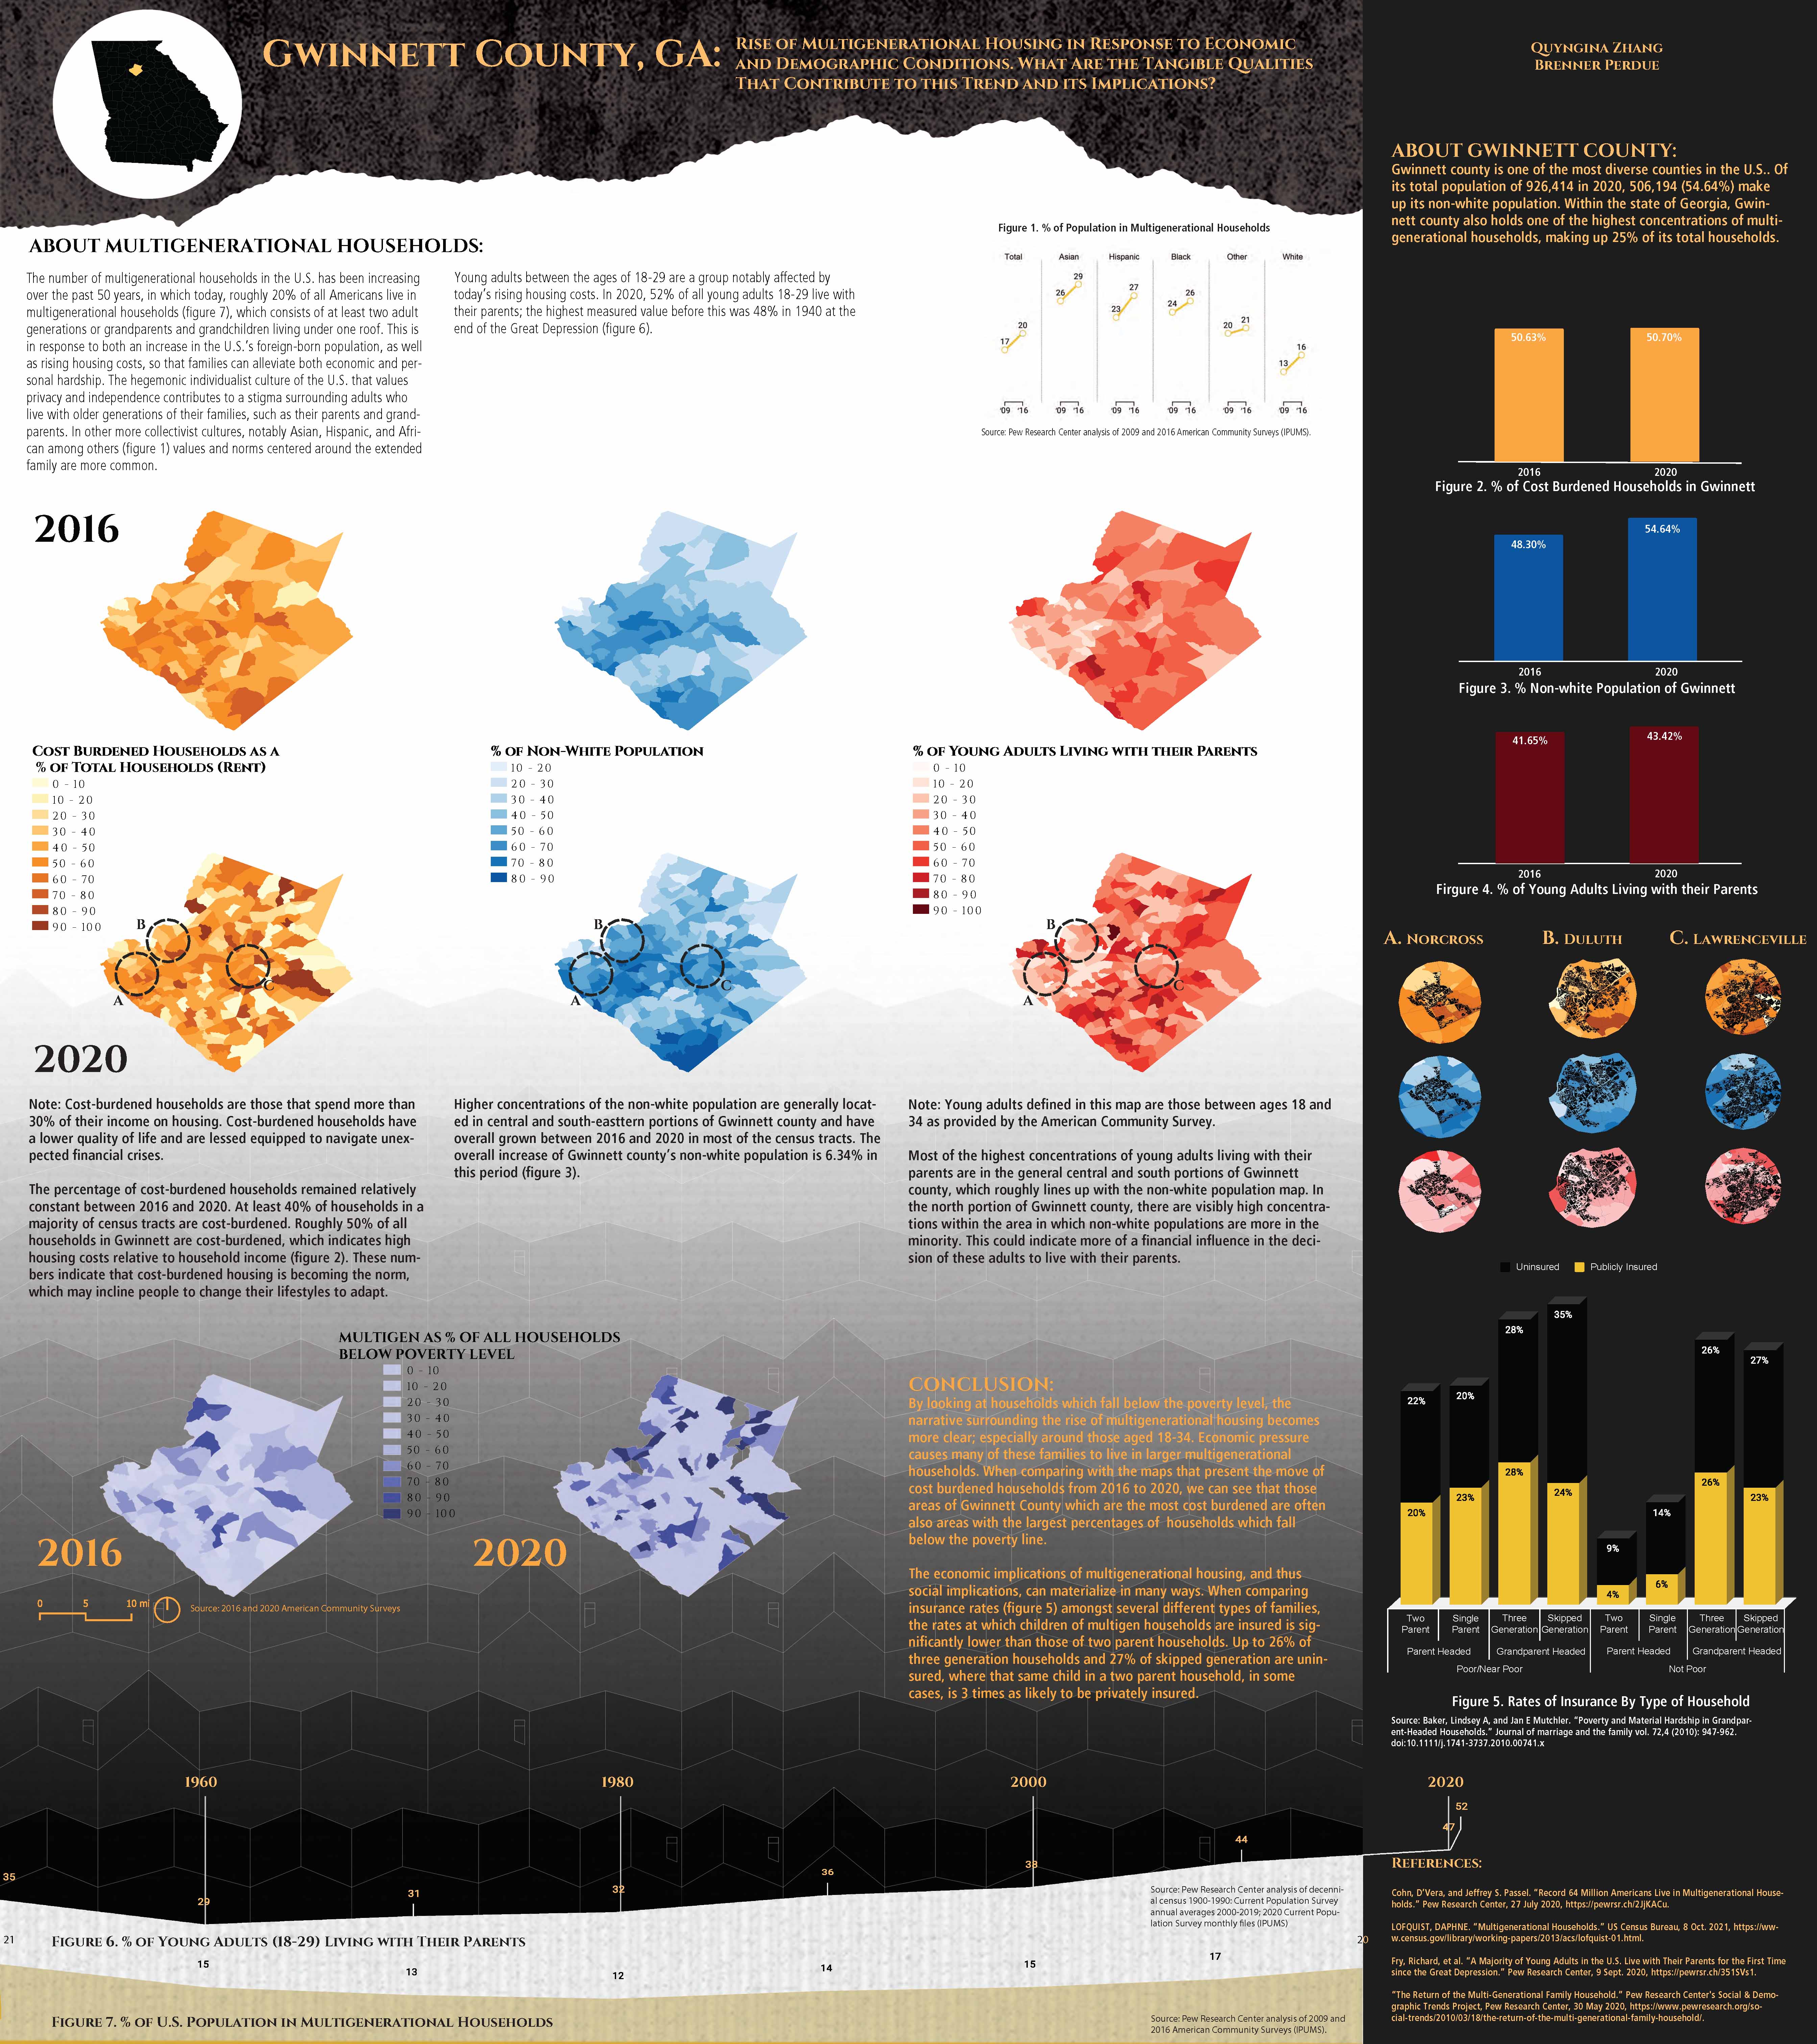 Gwinnett County, GA:
Rise of Multigenerational Housing in Response to Economic
and Demographic Conditions. What Are the Tangible Qualities
That Contribute to this Trend and its Implications?
Quyngina Zhang
Brenner Perdue
About Multigenerational Households:
The number of multigenerational households in the U.S. has been increasing
over the past 50 years, in which today, roughly 20% of all Americans live in
multigenerational households (figure 7), which consists of at least two adult
generations or grandparents and grandchildren living under one roof. This is
in response to both an increase in the U.S.'s foreign-born population, as well
as rising housing costs, so that families can alleviate both economic and per-
sonal hardship. The hegemonic individualist culture of the U.S. that values
privacy and independence contributes to a stigma surrounding adults who
live with older generations of their families, such as their parents and grand-
parents. In other more collectivist cultures, notably Asian, Hispanic, and Afri-
can among others (figure 1) values and norms centered around the extended
family are more common.
Young adults between the ages of 18-29 are a group notably affected by
today's rising housing costs. In 2020, 52% of all young adults 18-29 live with
their parents; the highest measured value before this was 48% in 1940 at the
end of the Great Depression (figure 6).
Figure 1. % of Population in Multigenerational Households
Total Asian Hispanic Black Other White
17 20 26 29 23 27 24 26 20 21 13 16
'09 '16 '09 '16 '09 '16 '09 '16 '09 '16 '09 '16
Source: Pew Research Center analysis of 2009 and 2016 American Community Surveys (IPUMS).
About Gwinnett County:
Gwinnett county is one of the most diverse counties in the U.S.. Of
its total population of 926,414 in 2020, 506,194 (54.64%) make
up its non-white population. Within the state of Georgia, Gwin-
nett county also holds one of the highest concentrations of multi-
generational households, making up 25% of its total households.
50.63% 50.70%
2016 2020
Figure 2. % of Cost Burdened Households in Gwinnett
48.30% 54.64%
2016 2020
Figure 3. % Non-white Population of Gwinnett
41.65% 43.42%
2016 2020
Firgure 4. % of Young Adults Living with their Parents
2016
Cost Burdened Households as a
% of Total Households (Rent)
0 - 10
10 - 20
20 - 30
30 - 40
40 - 50
50 - 60
60 - 70
70 - 80
80 - 90
90 - 100
% of Non-White Population
10 - 20
20 - 30
30 - 40
40 - 50
50 - 60
60 - 70
70 - 80
80 - 90
% of Young Adults Living with their Parents
0 - 10
10 - 20
20 - 30
30 - 40
40 - 50
50 - 60
60 - 70
70 - 80
80 - 90
90 - 100
B
A
C
B
A
C
B
A
C
2020
Note: Cost-burdened households are those that spend more than
30% of their income on housing. Cost-burdened households have
a lower quality of life and are lessed equipped to navigate unex-
pected financial crises.
The percentage of cost-burdened households remained relatively
constant between 2016 and 2020. At least 40% of households in a
majority of census tracts are cost-burdened. Roughly 50% of all
households in Gwinnett are cost-burdened, which indicates high
housing costs relative to household income (figure 2). These num-
bers indicate that cost-burdened housing is becoming the norm,
which may incline people to change their lifestyles to adapt.
Higher concentrations of the non-white population are generally locat-
ed in central and south-easttern portions of Gwinnett county and have
overall grown between 2016 and 2020 in most of the census tracts. The
overall increase of Gwinnett county's non-white population is 6.34% in
this period (figure 3).
Note: Young adults defined in this map are those between ages 18 and
34 as provided by the American Community Survey.
Most of the highest concentrations of young adults living with their
parents are in the general central and south portions of Gwinnett
county, which roughly lines up with the non-white population map. In
the north portion of Gwinnett county, there are visibly high concentra-
tions within the area in which non-white populations are more in the
minority. This could indicate more of a financial influence in the deci-
sion of these adults to live with their parents.
A. Norcross B. Duluth C. Lawrenceville
Uninsured Publicly Insured
22% 20% 28% 35% 9% 14% 26% 27%
20% 23% 28% 24% 4% 6% 26% 23%
Two Parent Single Parent Three Generation Skipped Generation Two Parent Single Parent Three Generation Skipped Generation
Parent Headed Grandparent Headed Parent Headed Grandparent Headed
Poor/Near Poor Not Poor
Figure 5. Rates of Insurance By Type of Household
Source: Baker, Lindsey A, and Jan E Mutchler. "Poverty and Material Hardship in Grandpar-
ent-Headed Households." Journal of marriage and the family vol. 72,4 (2010): 947-962.
doi:10.1111/j.1741-3737.2010.00741.x
Multigen as % of all Households
Below Poverty Level
0 - 10
10 - 20
20 - 30
30 - 40
40 - 50
50 - 60
60 - 70
70 - 80
80 - 90
90 - 100
2016
2020
0 5 10 mi
Source: 2016 and 2020 American Community Surveys
Conclusion:
By looking at households which fall below the poverty level, the
narrative surrounding the rise of multigenerational housing becomes
more clear; especially around those aged 18-34. Economic pressure
causes many of these families to live in larger multigenerational
households. When comparing with the maps that present the move of
cost burdened households from 2016 to 2020, we can see that those
areas of Gwinnett County which are the most cost burdened are often
also areas with the largest percentages of households which fall
below the poverty line.
The economic implications of multigenerational housing, and thus
social implications, can materialize in many ways. When comparing
insurance rates (figure 5) amongst several different types of families,
the rates at which children of multigen households are insured is sig-
nificantly lower than those of two parent households. Up to 26% of
three generation households and 27% of skipped generation are unin-
sured, where that same child in a two parent household, in some
cases, is 3 times as likely to be privately insured.
1960 1980 2000 2020
35 29 31 32 36 38 44 47 52
Source: Pew Research Center analysis of decenni-
al census 1900-1990; Current Population Survey
annual averages 2000-2019; 2020 Current Popu-
lation Survey monthly files (IPUMS)
Figure 6. % of Young Adults (18-29) Living with Their Parents
21 15 13 12 14 15 17 20
Figure 7. % of U.S. Population in Multigenerational Households
Source: Pew Research Center analysis of 2009 and
2016 American Community Surveys (IPUMS).
References:
Cohn, D'Vera, and Jeffrey S. Passel. "Record 64 Million Americans Live in Multigenerational House-
holds." Pew Research Center, 27 July 2020, https://pewrsr.ch/2JjKACu.
LOFQUIST, DAPHNE. "Multigenerational Households." US Census Bureau, 8 Oct. 2021, https://ww-
w.census.gov/library/working-papers/2013/acs/lofquist-01.html.
Fry, Richard, et al. "A Majority of Young Adults in the U.S. Live with Their Parents for the First Time
since the Great Depression." Pew Research Center, 9 Sept. 2020, https://pewrsr.ch/351SVs1.
"The Return of the Multi-Generational Family Household." Pew Research Center's Social & Demo-
graphic Trends Project, Pew Research Center, 30 May 2020, https://www.pewresearch.org/so-
cial-trends/2010/03/18/the-return-of-the-multi-generational-family-household/.